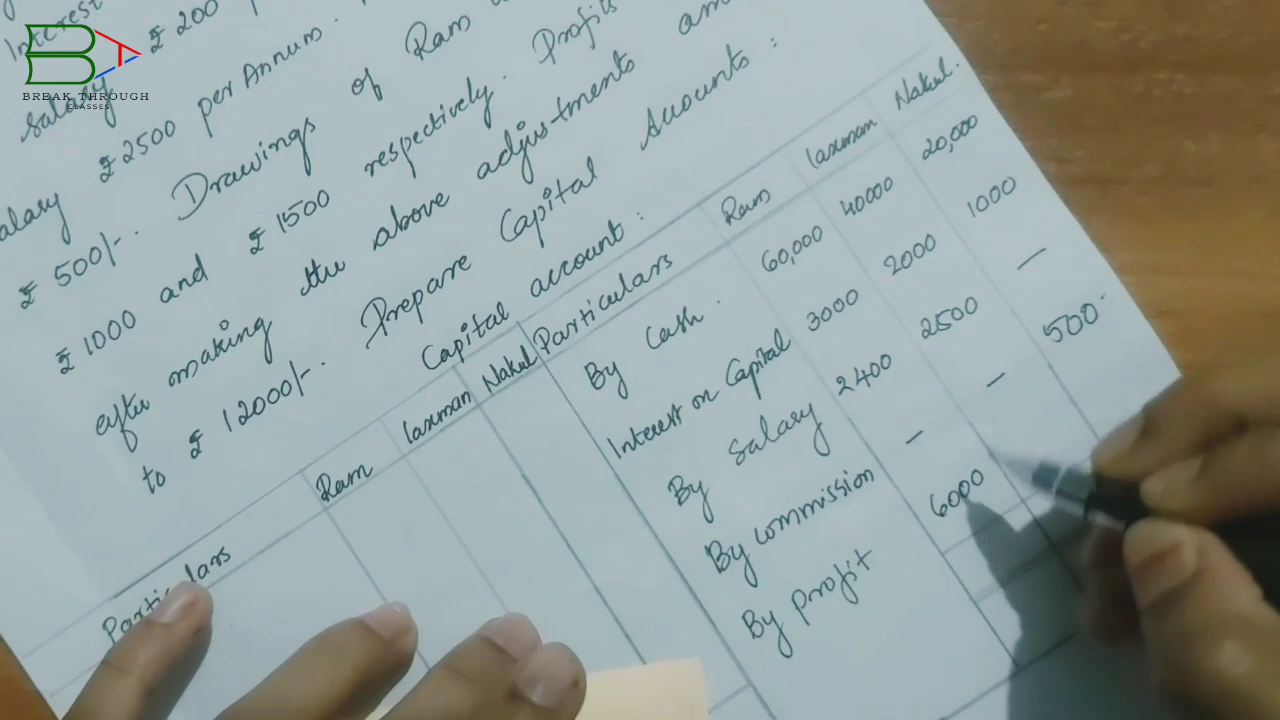 BREAK THROUGH
CLASSES
Interest
salary ₹ 200
salary ₹ 2500 per Annum.
₹ 500/-. Drawings of Ram
₹ 1000 and ₹ 1500 respectively. Profits
after making the above adjustments am
to ₹ 12000/-. Prepare Capital Accounts:
Capital account:
Particulars Ram laxman Nakul Particulars Ram laxman Nakul.
By Cash. 60,000 40000 20,000
Interest on Capital 3000 2000 1000
By Salary 2400 2500 —
By commission — — 500
By profit 6000